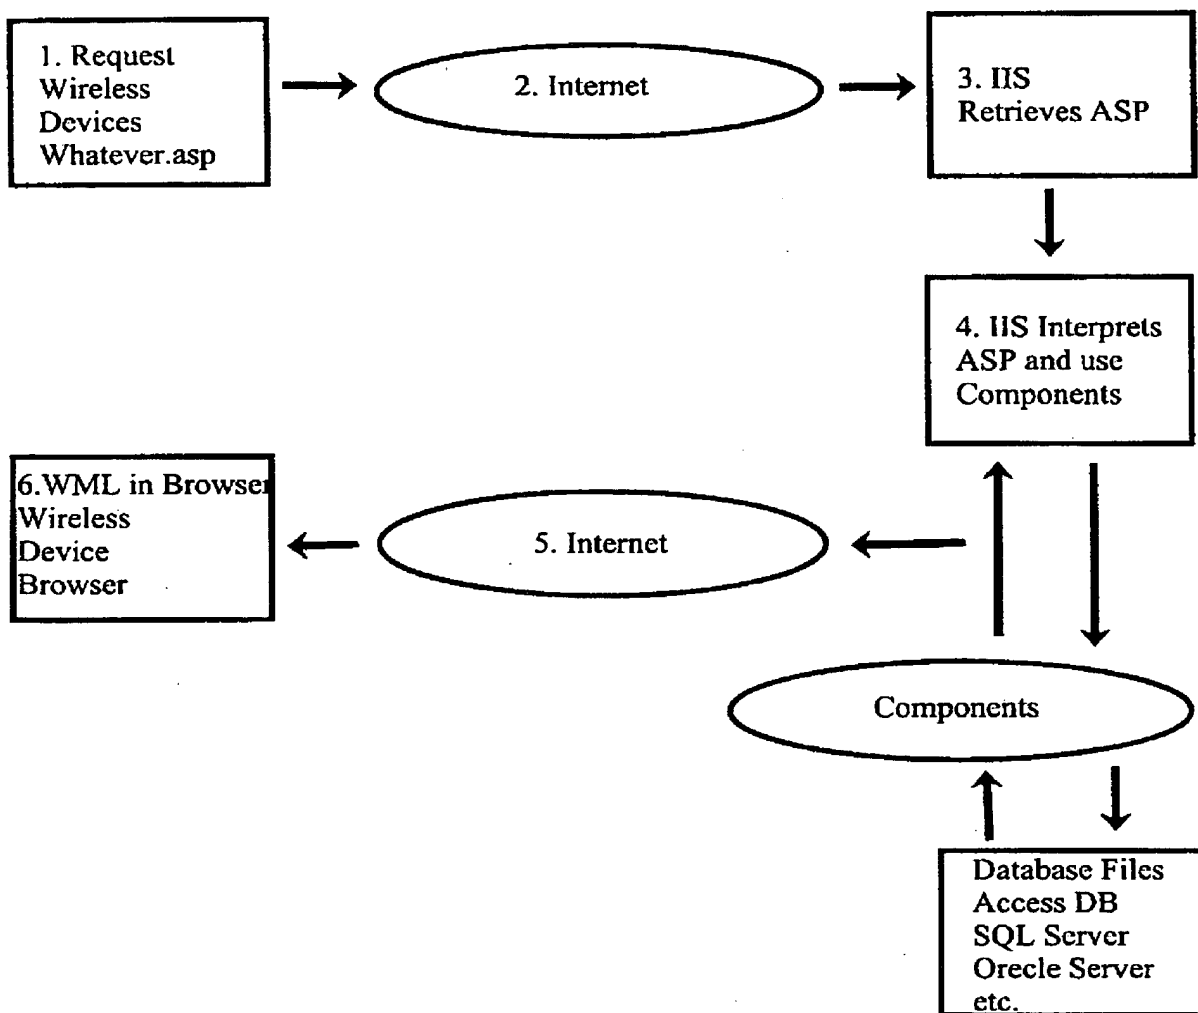 1. Request
Wireless
Devices
Whatever.asp
2. Internet
3. IIS
Retrieves ASP
4. IIS Interprets
ASP and use
Components
6.WML in Browser
Wireless
Device
Browser
5. Internet
Components
Database Files
Access DB
SQL Server
Orecle Server
etc.